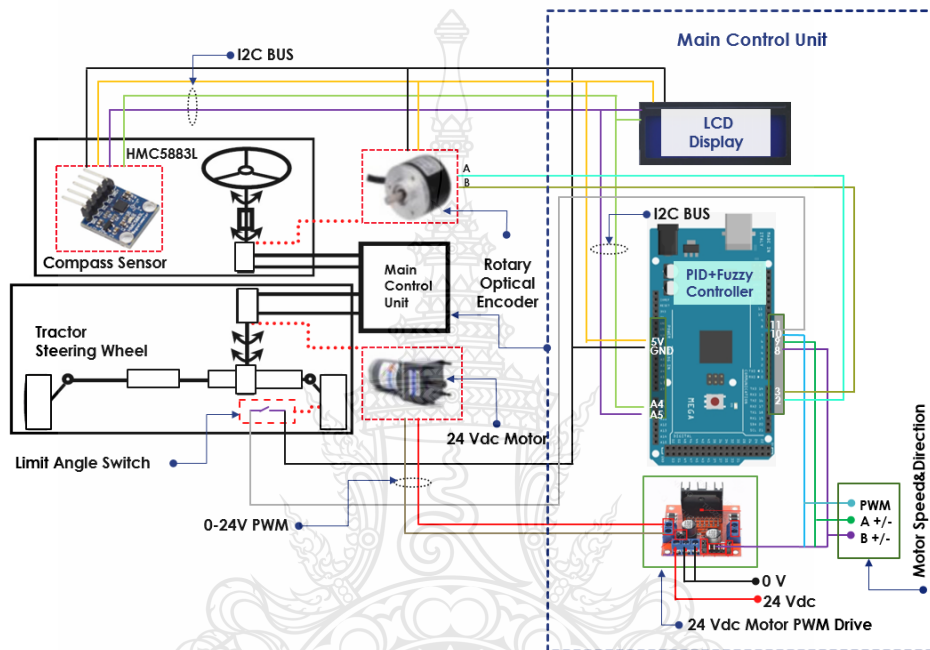 I2C BUS
Main Control Unit
LCD
Display
HMC5883L
A
B
Compass Sensor
I2C BUS
Main
Control
Unit
Rotary
Optical
Encoder
PID+Fuzzy
Controller
Tractor
Steering Wheel
5V
GND
11
10
9
8
3
2
A4
A5
MEGA
24 Vdc Motor
Limit Angle Switch
0-24V PWM
PWM
A +/-
B +/-
Motor Speed&Direction
0 V
24 Vdc
24 Vdc Motor PWM Drive